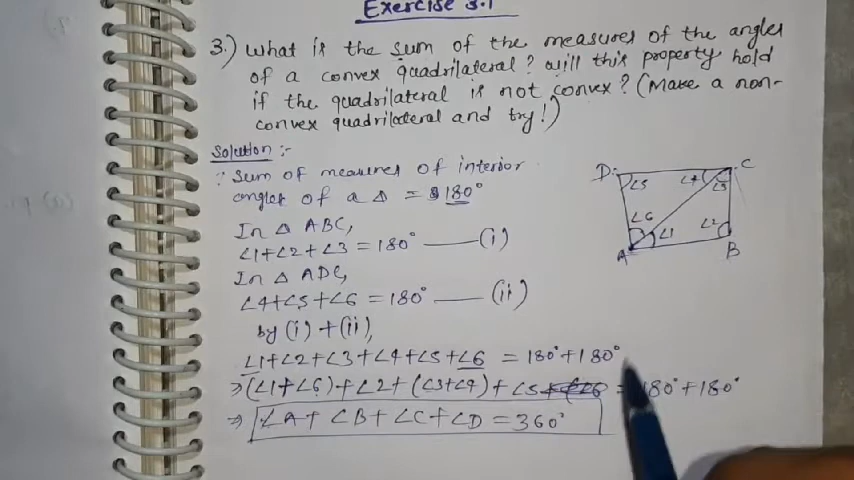 Exercise 3.1
3.) What is the sum of the measures of the angles
of a convex quadrilateral? will this property hold
if the quadrilateral is not convex? (Make a non-
convex quadrilateral and try!)
Solution :-
∵ Sum of measures of interior
angles of a △ = 180°
In △ ABC,
∠1+∠2+∠3 = 180° —— (i)
In △ ADC,
∠4+∠5+∠6 = 180° —— (ii)
by (i) + (ii),
∠1+∠2+∠3+∠4+∠5+∠6 = 180°+180°
⇒ (∠1+∠6)+∠2+(∠3+∠4)+∠5 = 180°+180°
⇒ ∠A+ ∠B+ ∠C+ ∠D = 360°
D C
∠5 ∠4 ∠3
∠6 ∠1 ∠2
A B